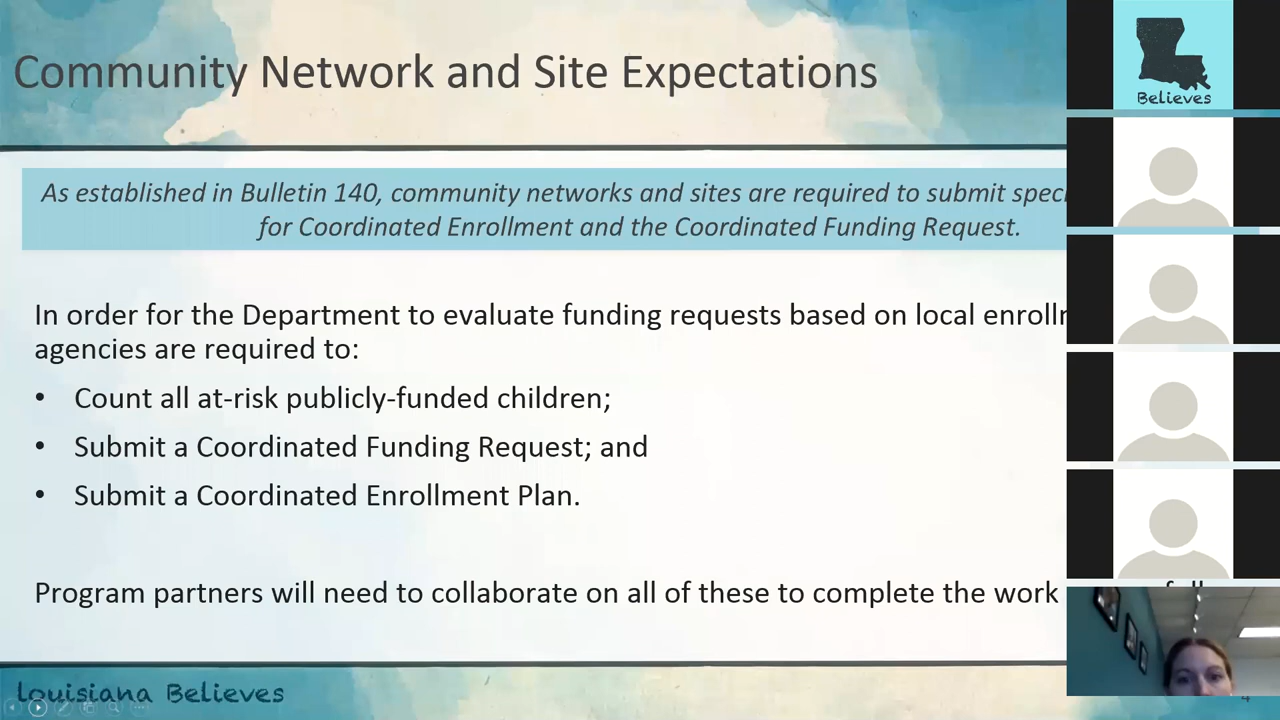 Community Network and Site Expectations
Believes
As established in Bulletin 140, community networks and sites are required to submit
for Coordinated Enrollment and the Coordinated Funding Request.
In order for the Department to evaluate funding requests based on local
agencies are required to:
• Count all at-risk publicly-funded children;
• Submit a Coordinated Funding Request; and
• Submit a Coordinated Enrollment Plan.
Program partners will need to collaborate on all of these to complete the work
Louisiana Believes
4